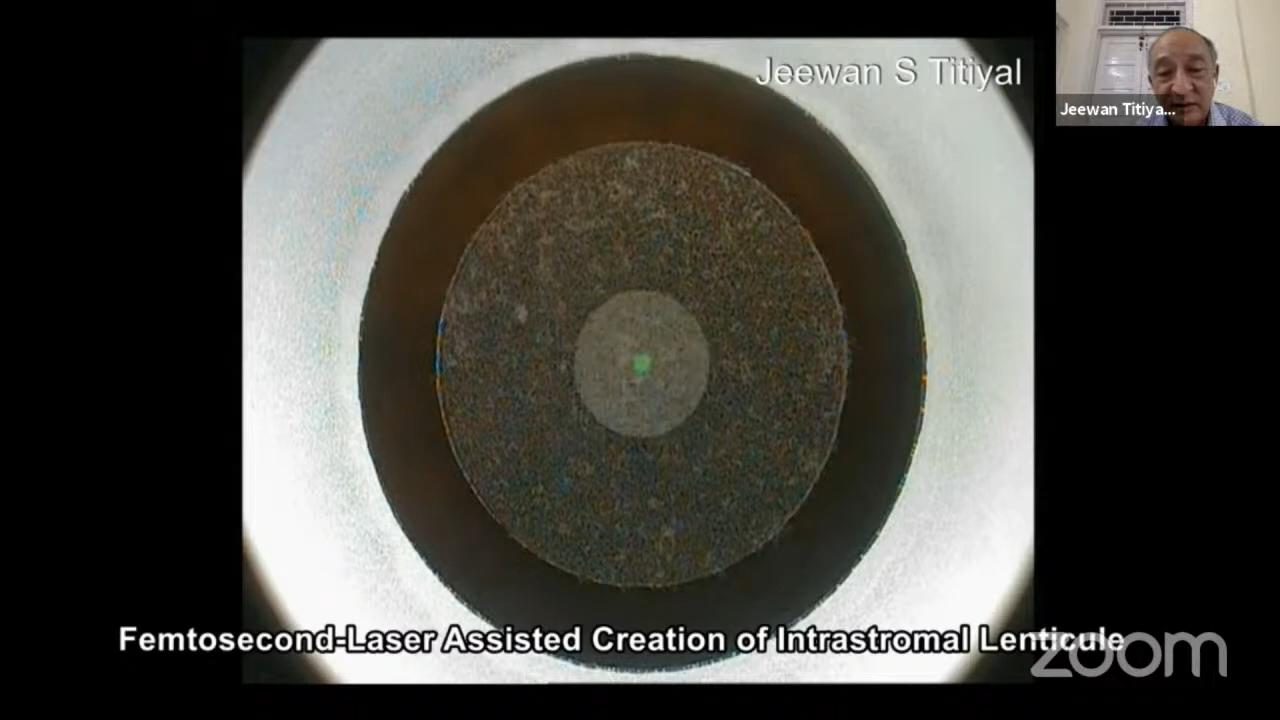 Jeewan S Titiyal
Jeewan Titiya...
Femtosecond-Laser Assisted Creation of Intrastromal Lenticule
zoom